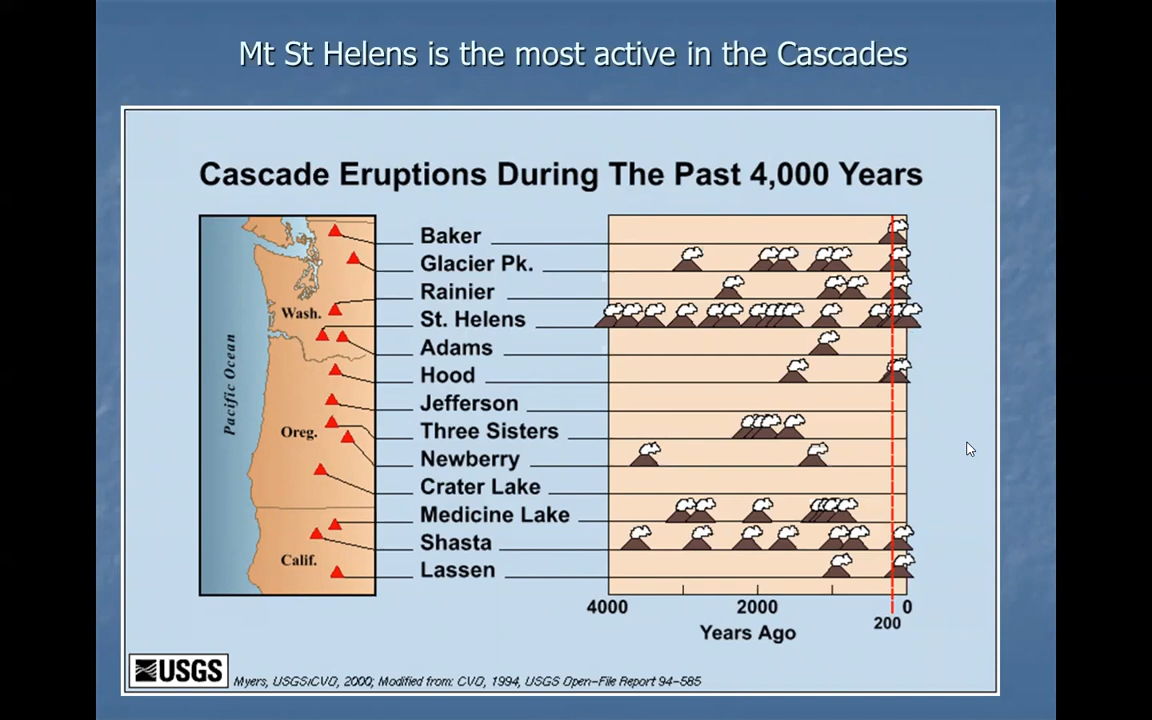 Mt St Helens is the most active in the Cascades
Cascade Eruptions During The Past 4,000 Years
Baker
Glacier Pk.
Rainier
Wash.
St. Helens
Adams
Pacific Ocean
Hood
Jefferson
Oreg.
Three Sisters
Newberry
Crater Lake
Medicine Lake
Shasta
Calif.
Lassen
4000 2000 0
200
Years Ago
USGS
Myers, USGS/CVO, 2000; Modified from: CVO, 1994, USGS Open-File Report 94-585